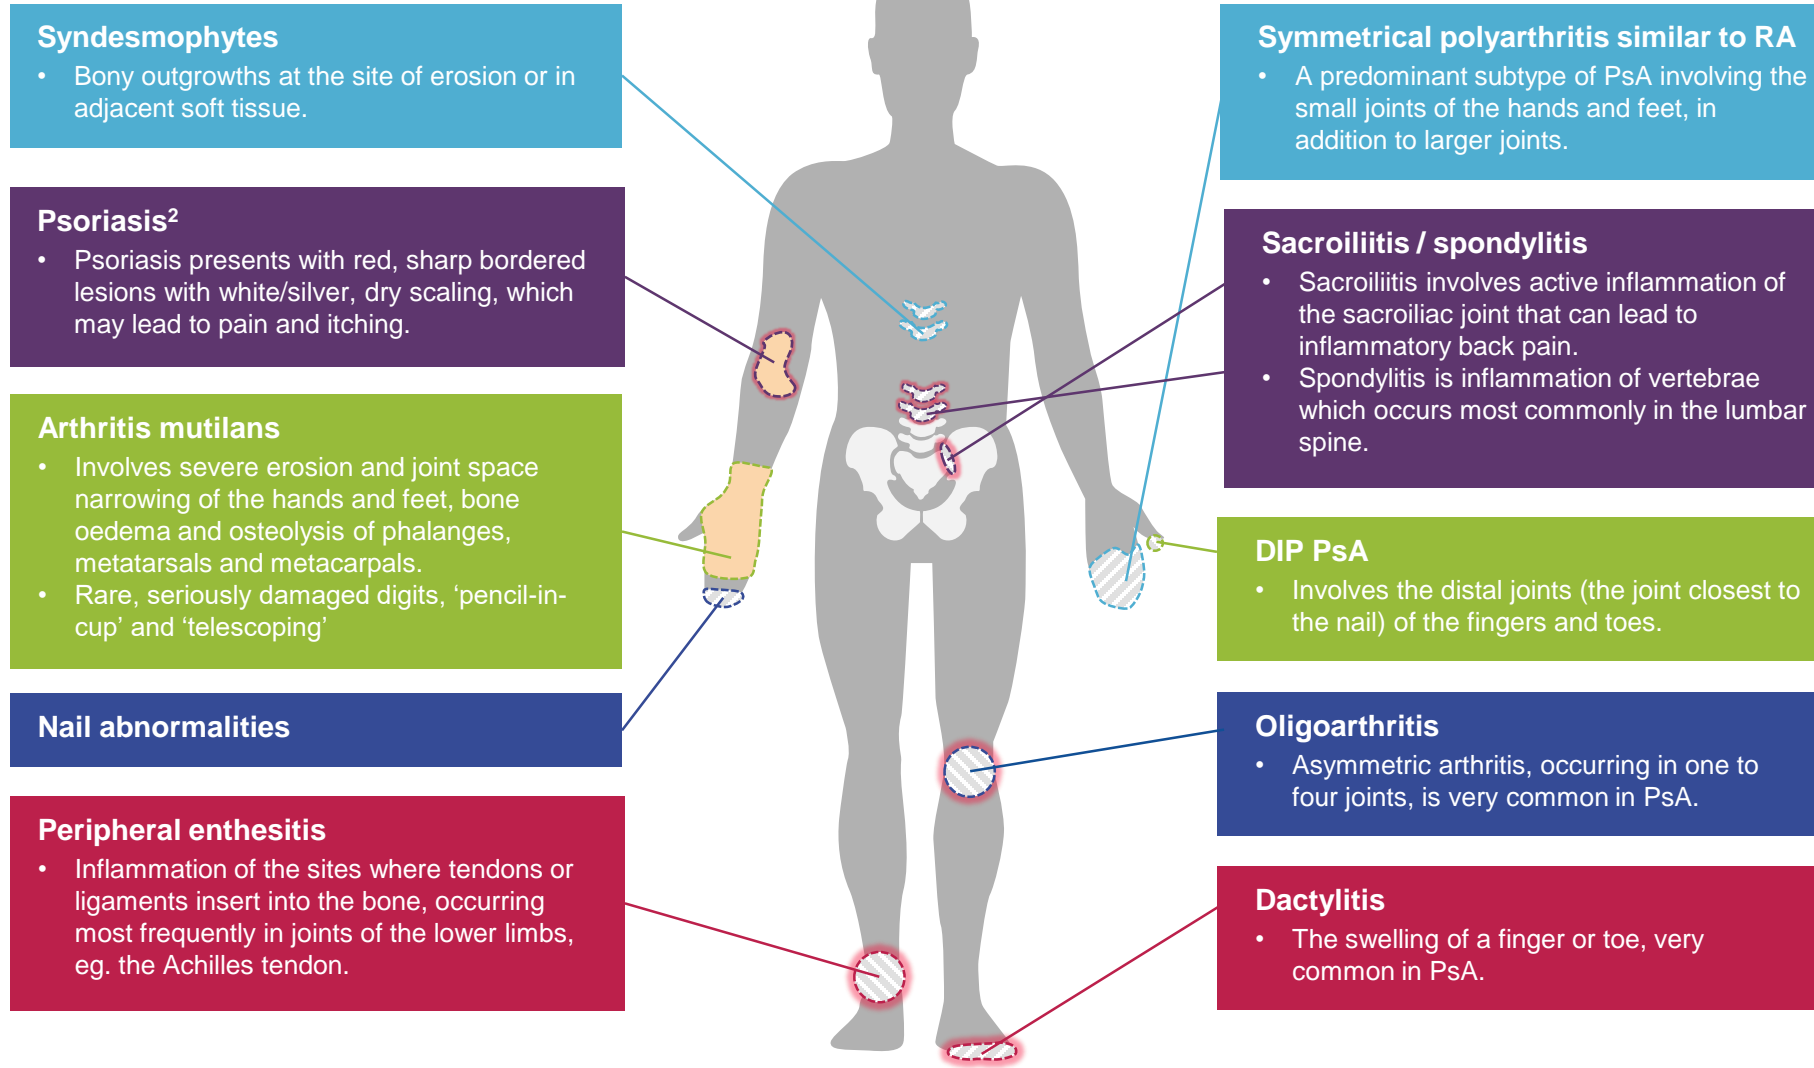 Syndesmophytes
• Bony outgrowths at the site of erosion or in
adjacent soft tissue.
Psoriasis²
• Psoriasis presents with red, sharp bordered
lesions with white/silver, dry scaling, which
may lead to pain and itching.
Arthritis mutilans
• Involves severe erosion and joint space
narrowing of the hands and feet, bone
oedema and osteolysis of phalanges,
metatarsals and metacarpals.
• Rare, seriously damaged digits, ‘pencil-in-
cup’ and ‘telescoping’
Nail abnormalities
Peripheral enthesitis
• Inflammation of the sites where tendons or
ligaments insert into the bone, occurring
most frequently in joints of the lower limbs,
eg. the Achilles tendon.
Symmetrical polyarthritis similar to RA
• A predominant subtype of PsA involving the
small joints of the hands and feet, in
addition to larger joints.
Sacroiliitis / spondylitis
• Sacroiliitis involves active inflammation of
the sacroiliac joint that can lead to
inflammatory back pain.
• Spondylitis is inflammation of vertebrae
which occurs most commonly in the lumbar
spine.
DIP PsA
• Involves the distal joints (the joint closest to
the nail) of the fingers and toes.
Oligoarthritis
• Asymmetric arthritis, occurring in one to
four joints, is very common in PsA.
Dactylitis
• The swelling of a finger or toe, very
common in PsA.